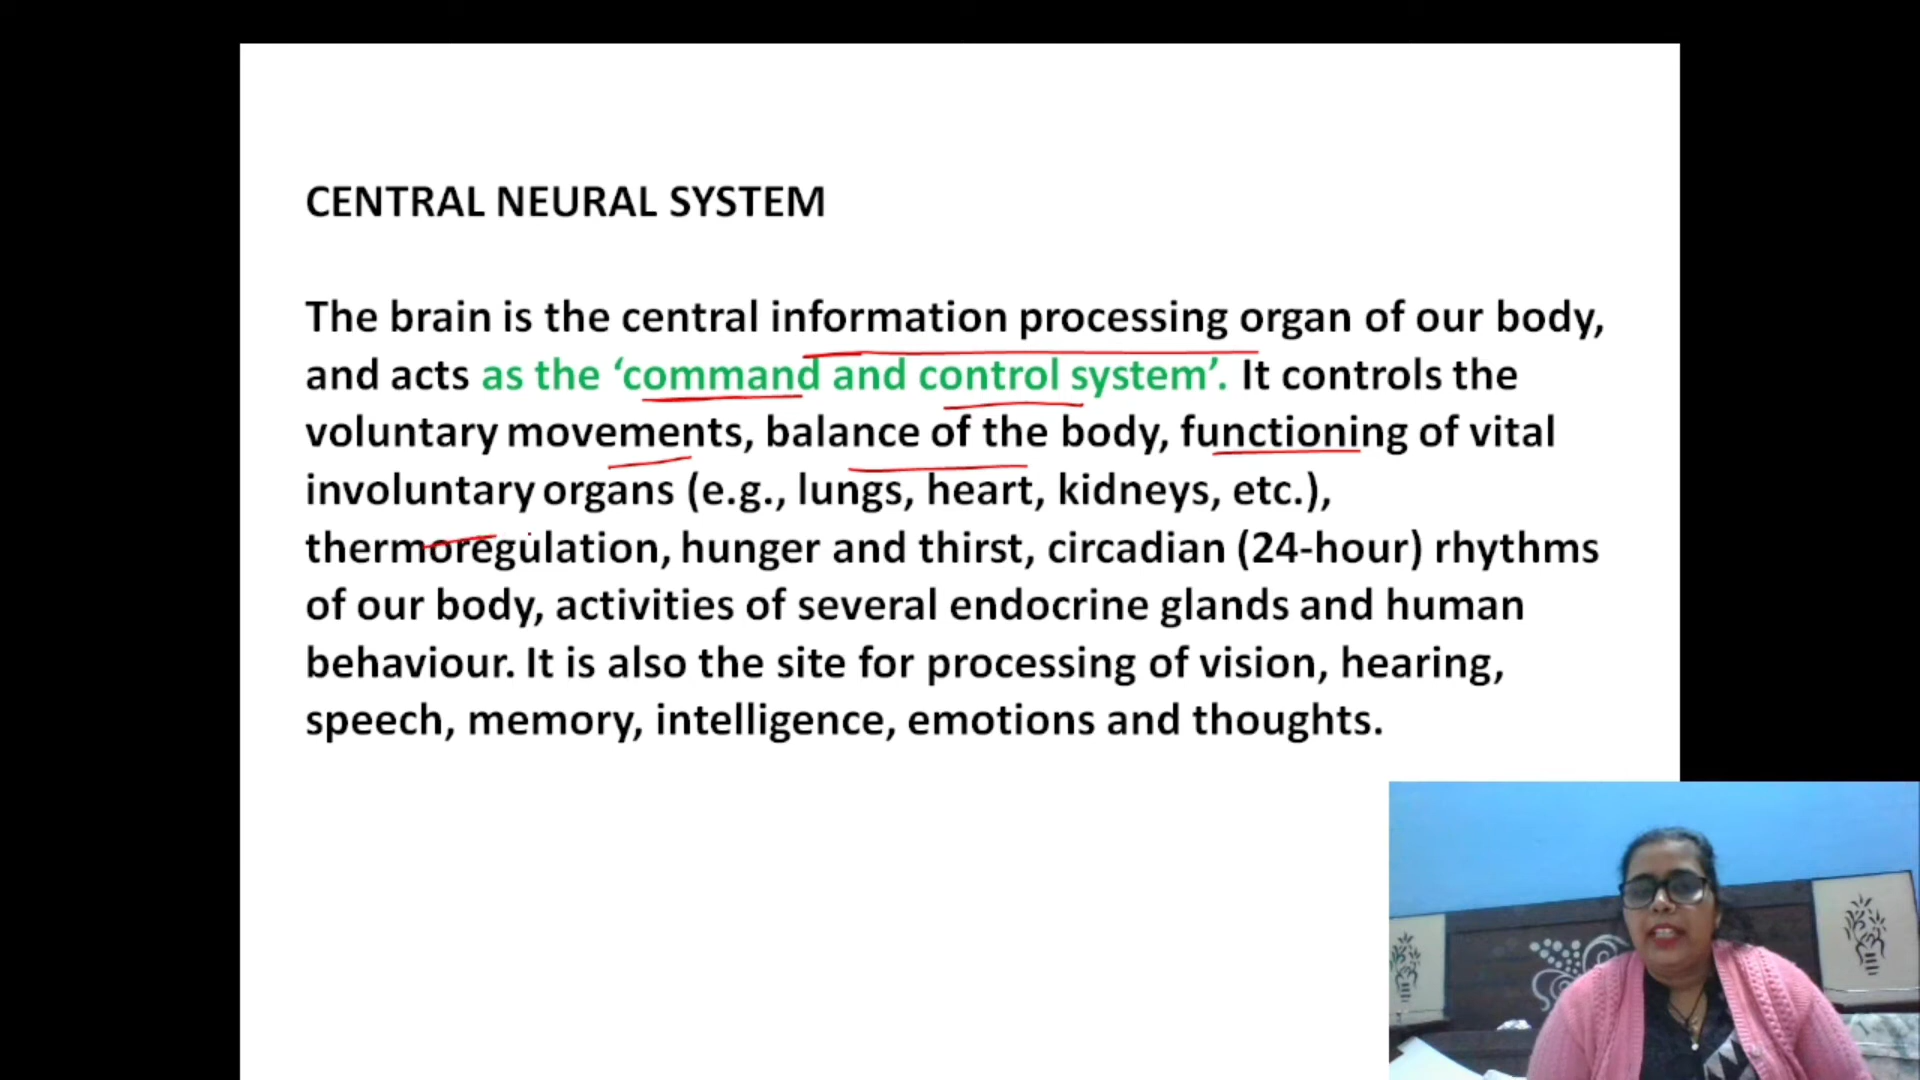 CENTRAL NEURAL SYSTEM
The brain is the central information processing organ of our body,
and acts as the ‘command and control system’. It controls the
voluntary movements, balance of the body, functioning of vital
involuntary organs (e.g., lungs, heart, kidneys, etc.),
thermoregulation, hunger and thirst, circadian (24-hour) rhythms
of our body, activities of several endocrine glands and human
behaviour. It is also the site for processing of vision, hearing,
speech, memory, intelligence, emotions and thoughts.